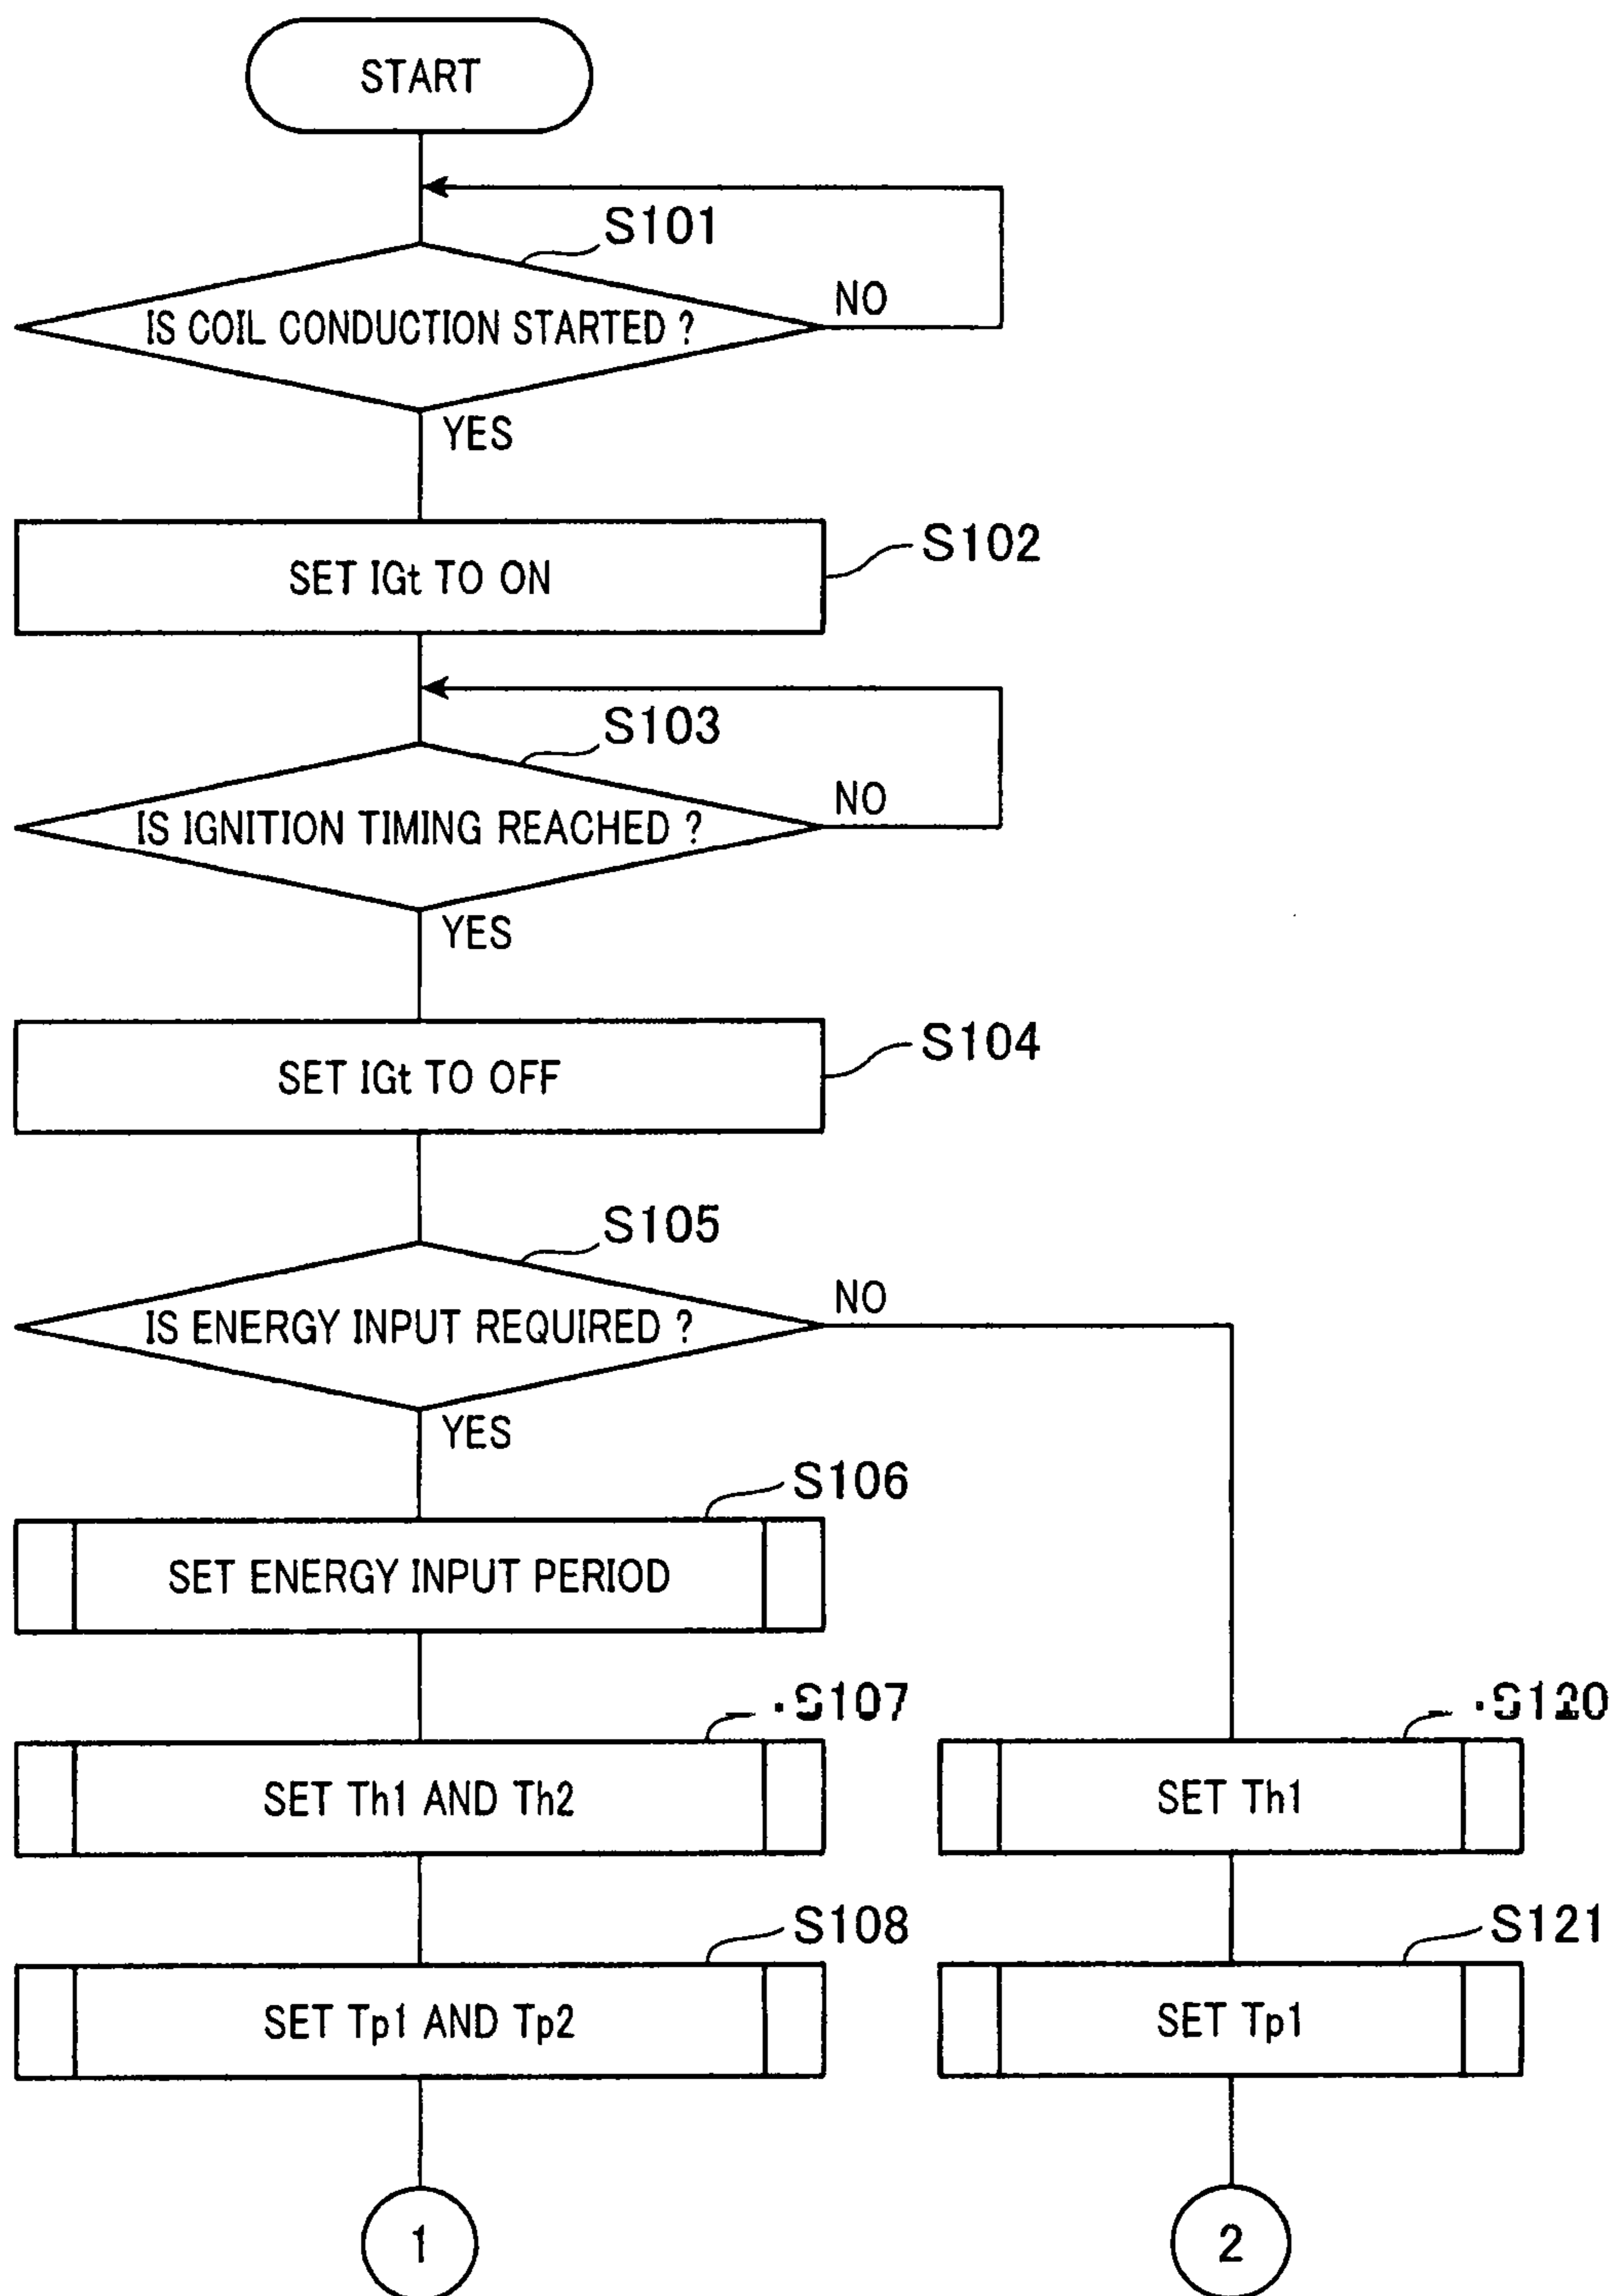 START
S101
IS COIL CONDUCTION STARTED ?
NO
YES
SET IGt TO ON
S102
S103
IS IGNITION TIMING REACHED ?
NO
YES
SET IGt TO OFF
S104
S105
IS ENERGY INPUT REQUIRED ?
NO
YES
S106
SET ENERGY INPUT PERIOD
S107
SET Th1 AND Th2
S120
SET Th1
S108
SET Tp1 AND Tp2
S121
SET Tp1
1
2